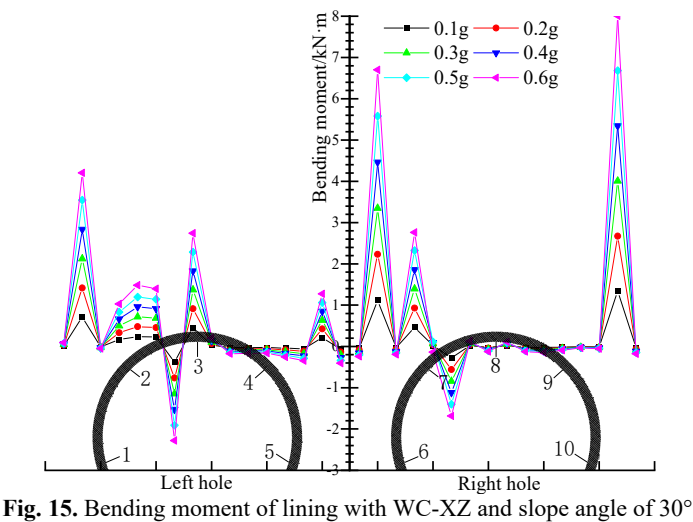 8
7
6
5
4
3
2
1
0
-1
-2
-3
Bending moment/kN·m
0.1g 0.2g
0.3g 0.4g
0.5g 0.6g
1 2 3 4 5
6 7 8 9 10
Left hole Right hole
Fig. 15. Bending moment of lining with WC-XZ and slope angle of 30°